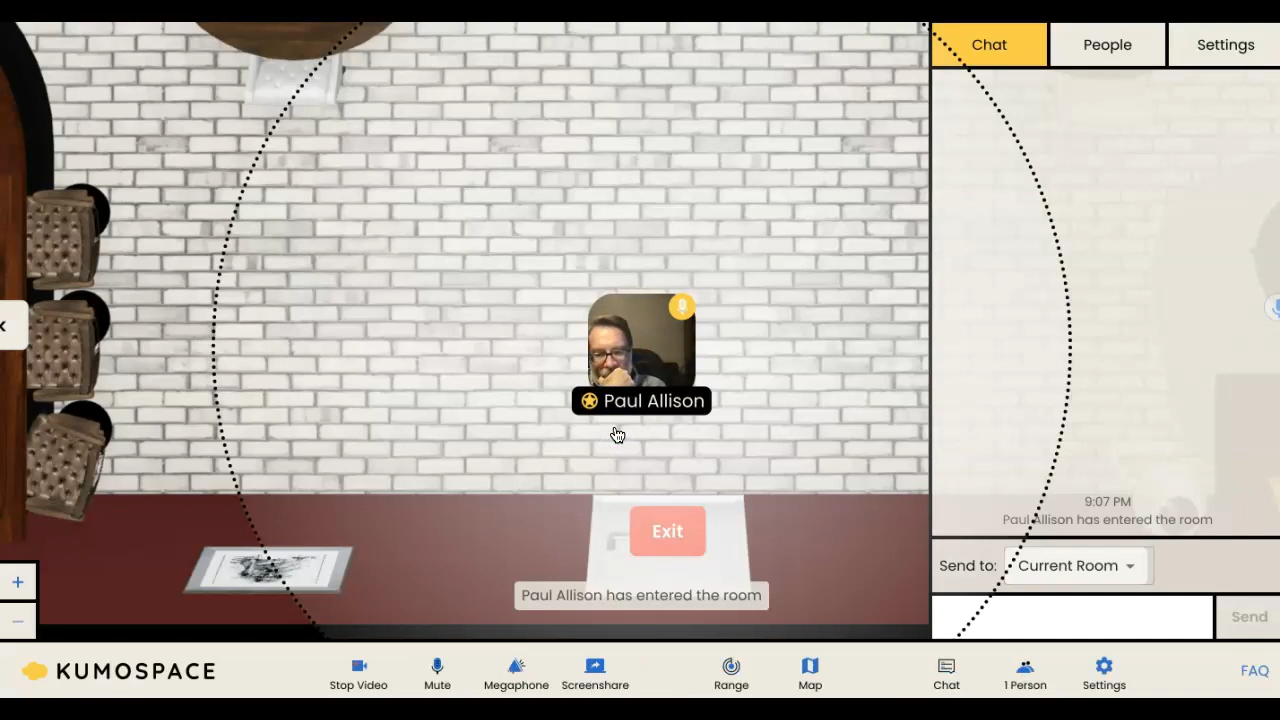 Chat
People
Settings
Paul Allison
Exit
Paul Allison has entered the room
9:07 PM
Paul Allison has entered the room
Send to:
Current Room
Send
KUMOSPACE
Stop Video
Mute
Megaphone
Screenshare
Range
Map
Chat
1 Person
Settings
FAQ